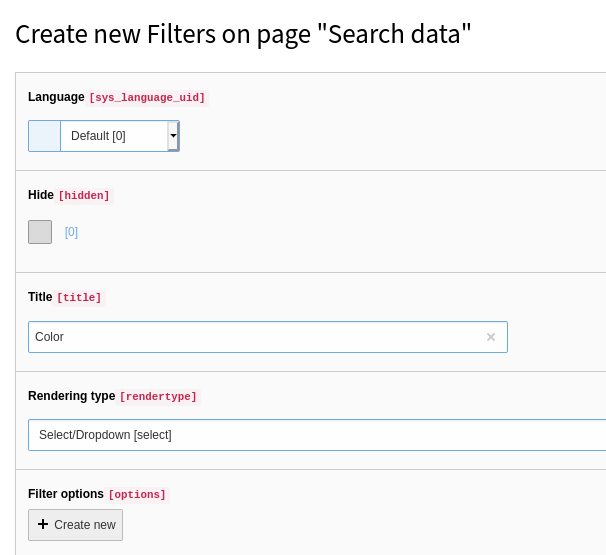 Create new Filters on page "Search data"
Language [sys_language_uid]
Default [0]
Hide [hidden]
[0]
Title [title]
Color
Rendering type [rendertype]
Select/Dropdown [select]
Filter options [options]
+ Create new